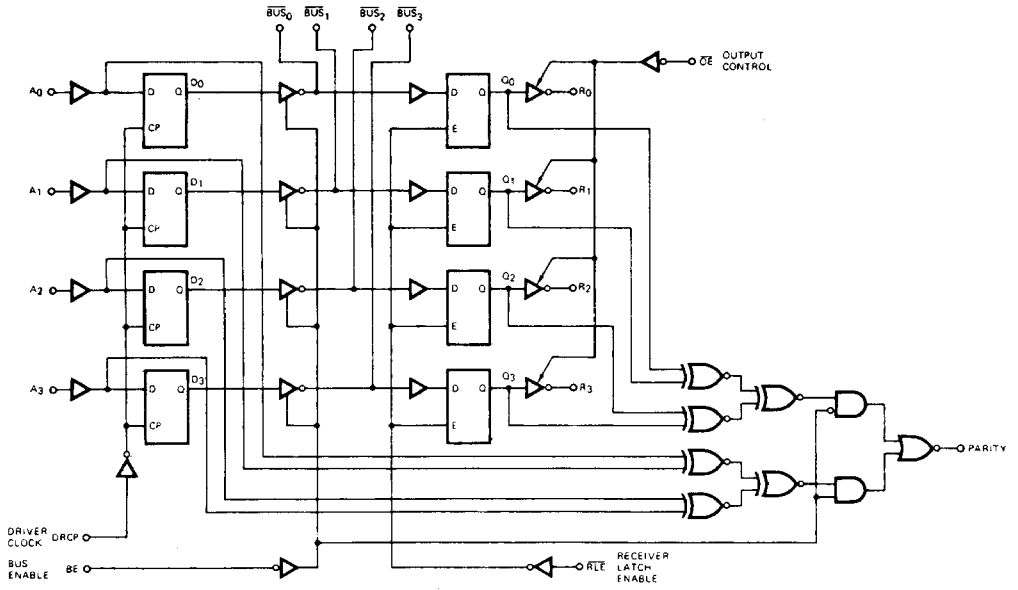 BUS0 BUS1 BUS2 BUS3
OE OUTPUT CONTROL
A0 D Q D0 D Q Q0 R0
CP E
A1 D Q D1 D Q Q1 R1
CP E
A2 D Q D2 D Q Q2 R2
CP E
A3 D Q D3 D Q Q3 R3
CP E
PARITY
DRIVER CLOCK DRCP
BUS ENABLE BE
RLE RECEIVER LATCH ENABLE